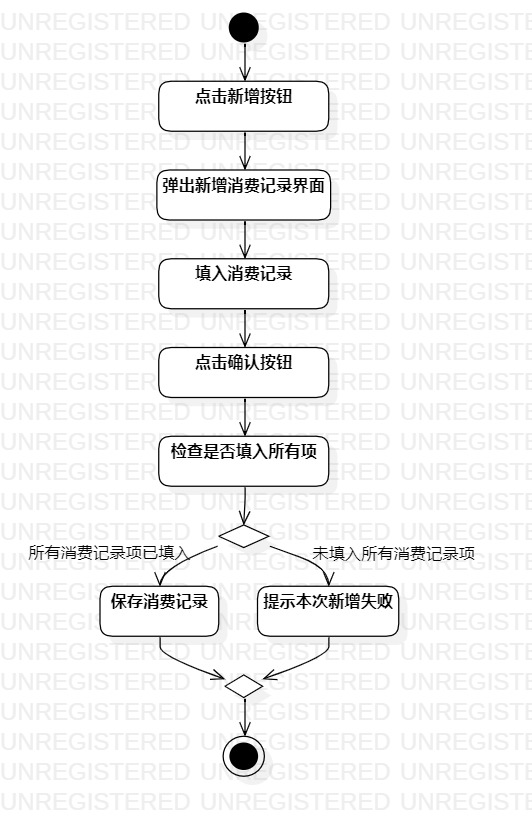 点击新增按钮
弹出新增消费记录界面
填入消费记录
点击确认按钮
检查是否填入所有项
所有消费记录项已填入
未填入所有消费记录项
保存消费记录
提示本次新增失败
UNREGISTERED UNREGISTERED UNREGISTERED